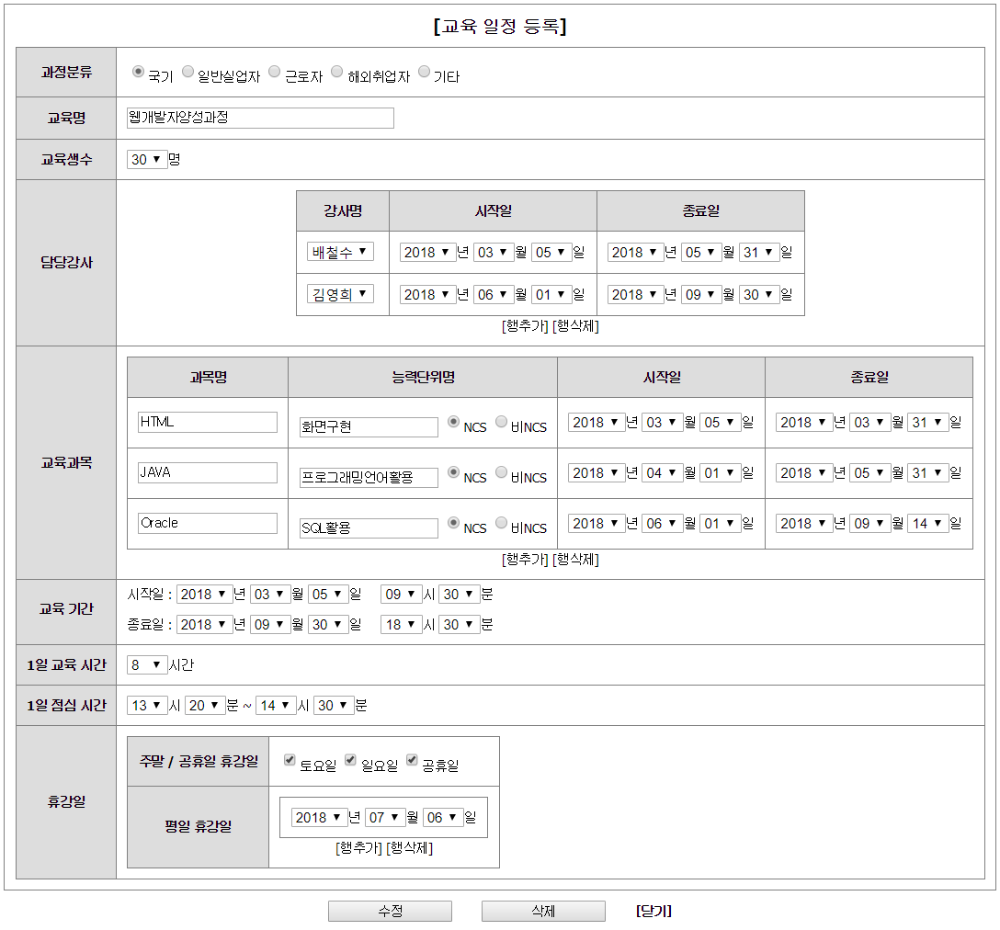 [교육 일정 등록]
과정분류 국기 일반실업자 근로자 해외취업자 기타
교육명 웹개발자양성과정
교육생수 30 명
담당강사
강사명 시작일 종료일
배철수 2018 년 03 월 05 일 2018 년 05 월 31 일
김영희 2018 년 06 월 01 일 2018 년 09 월 30 일
[행추가] [행삭제]
교육과목
과목명 능력단위명 시작일 종료일
HTML 화면구현 NCS 비NCS 2018 년 03 월 05 일 2018 년 03 월 31 일
JAVA 프로그래밍언어활용 NCS 비NCS 2018 년 04 월 01 일 2018 년 05 월 31 일
Oracle SQL활용 NCS 비NCS 2018 년 06 월 01 일 2018 년 09 월 14 일
[행추가] [행삭제]
교육 기간
시작일 : 2018 년 03 월 05 일 09 시 30 분
종료일 : 2018 년 09 월 30 일 18 시 30 분
1일 교육 시간 8 시간
1일 점심 시간 13 시 20 분 ~ 14 시 30 분
휴강일
주말 / 공휴일 휴강일 토요일 일요일 공휴일
평일 휴강일 2018 년 07 월 06 일
[행추가] [행삭제]
수정 삭제 [닫기]